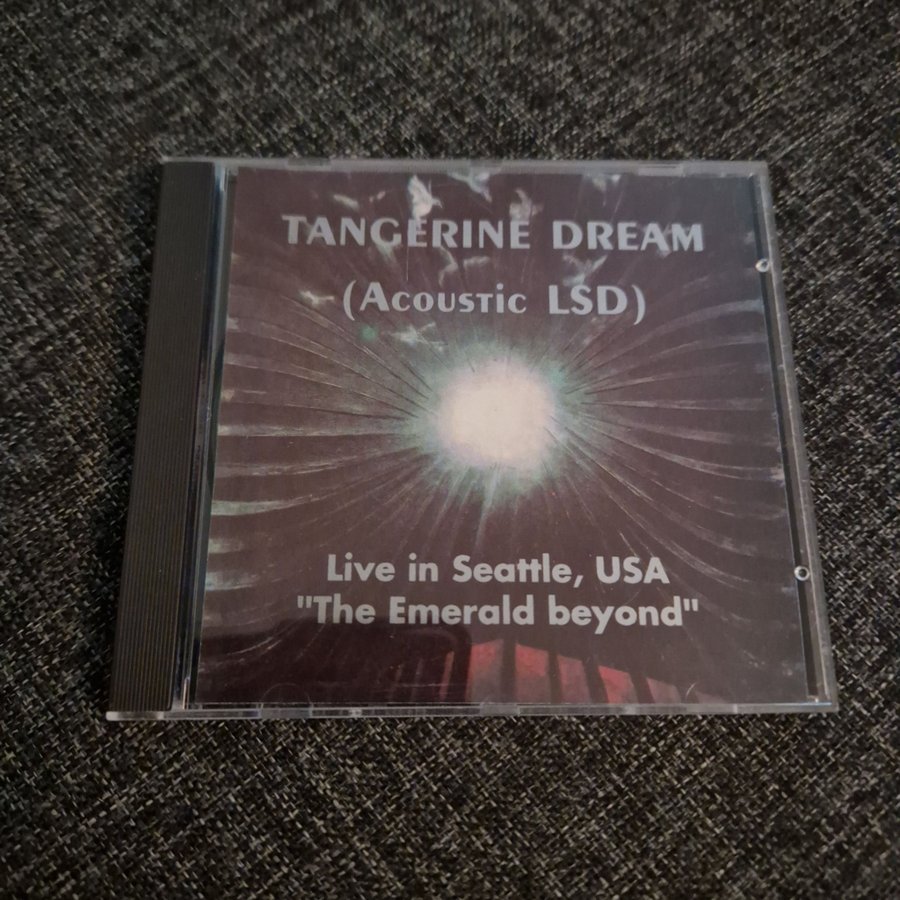 TANGERINE DREAM
(ACOUSTIC LSD)
Live in Seattle, USA
"The Emerald beyond"